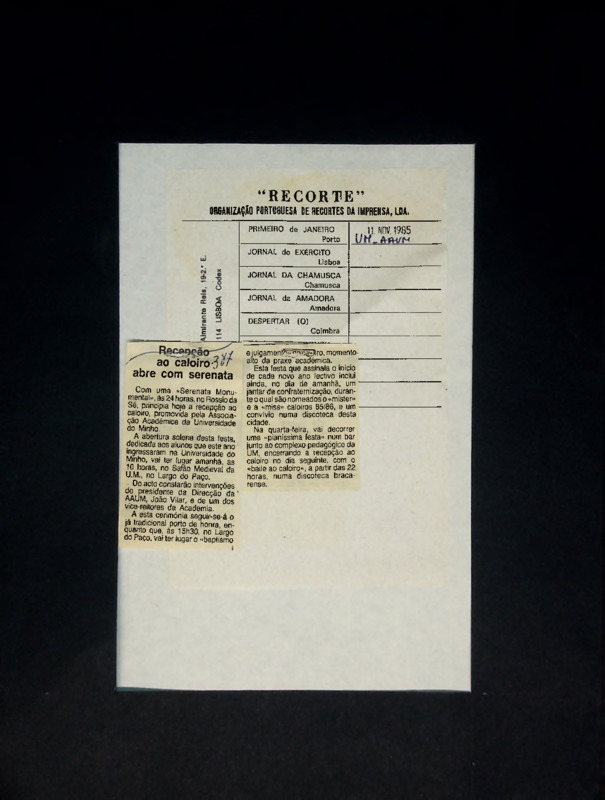 “RECORTE”
ORGANIZAÇÃO PORTUGUESA DE RECORTES DA IMPRENSA, LDA.
PRIMEIRO de JANEIRO
Porto
11 NOV. 1985
UM - AAUM
JORNAL do EXÉRCITO
Lisboa
JORNAL DA CHAMUSCA
Chamusca
JORNAL da AMADORA
Amadora
DESPERTAR (O)
Coimbra
Almirante Reis, 19-2.º E.
114 LISBOA Codex
Recepção
ao caloiro
abre com serenata
Com uma «Serenata Monu-
mental», às 24 horas, no Rossio da
Sé, principia hoje a recepção ao
caloiro, promovida pela Associa-
ção Académica da Universidade
do Minho.
A abertura solene desta festa,
dedicada aos alunos que este ano
ingressaram na Universidade do
Minho, vai ter lugar amanhã, às
10 horas, no Salão Medieval da
U.M., no Largo do Paço.
Do acto constarão intervenções
do presidente da Direcção da
AAUM, João Vilar, e de um dos
vice-reitores da Academia.
A esta cerimónia seguir-se-á o
já tradicional porto de honra, en-
quanto que, às 15h30, no Largo
do Paço, vai ter lugar o «baptismo
e julgamento momento
alto da praxe académica.
Esta festa que assinala o início
de cada novo ano lectivo inclui
ainda, no dia de amanhã, um
jantar de confraternização, duran-
te o qual são nomeados o «mister»
e a «miss» caloiros 85/86, e um
convívio numa discoteca desta
cidade.
Na quarta-feira, vai decorrer
uma «pianíssima festa» num bar
junto ao complexo pedagógico da
UM, encerrando a recepção ao
caloiro no dia seguinte, com o
«baile ao caloiro», a partir das 22
horas, numa discoteca braca-
rense.